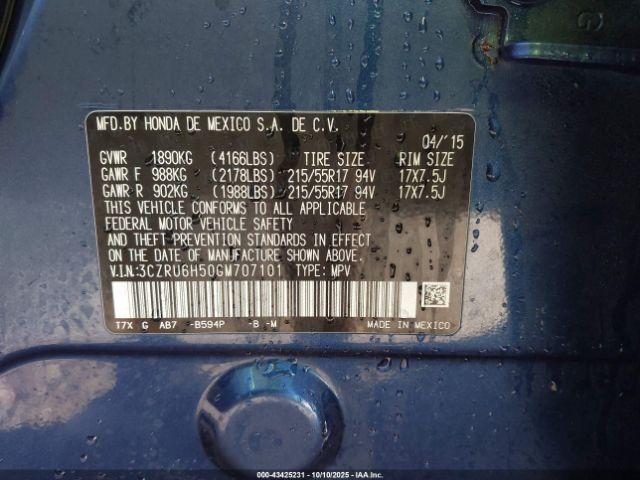 MFD.BY HONDA DE MEXICO S.A. DE C.V.
04/'15
GVWR 1890KG (4166LBS) TIRE SIZE RIM SIZE
GAWR F 988KG (2178LBS) 215/55R17 94V 17X7.5J
GAWR R 902KG (1988LBS) 215/55R17 94V 17X7.5J
THIS VEHICLE CONFORMS TO ALL APPLICABLE
FEDERAL MOTOR VEHICLE SAFETY
AND THEFT PREVENTION STANDARDS IN EFFECT
ON THE DATE OF MANUFACTURE SHOWN ABOVE.
V.I.N.:3CZRU6H50GM707101 TYPE: MPV
T7X G AB7 -B594P -B -M MADE IN MEXICO
000-43425231 - 10/10/2025 - IAAI.COM